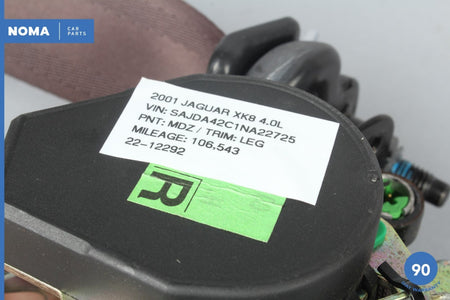 NOMA CAR
PARTS
2001 JAGUAR XK8 4.0L
VIN: SAJDA42C1NA22725
PNT: MDZ / TRIM: LEG
MILEAGE: 106,543
22-12292
R
90